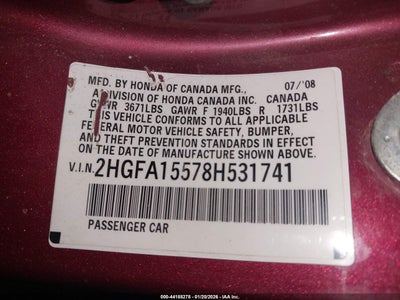 MFD. BY HONDA OF CANADA MFG., 07/'08
A DIVISION OF HONDA CANADA INC. CANADA
GVWR 3671LBS GAWR F 1940LBS R 1731LBS
THIS VEHICLE CONFORMS TO ALL APPLICABLE
FEDERAL MOTOR VEHICLE SAFETY, BUMPER,
AND THEFT PREVENTION STANDARDS IN EFFECT
ON THE DATE OF MANUFACTURE SHOWN ABOVE.
V.I.N. 2HGFA15578H531741
PASSENGER CAR
000-44188278 - 01/20/2026 - IAA Inc.